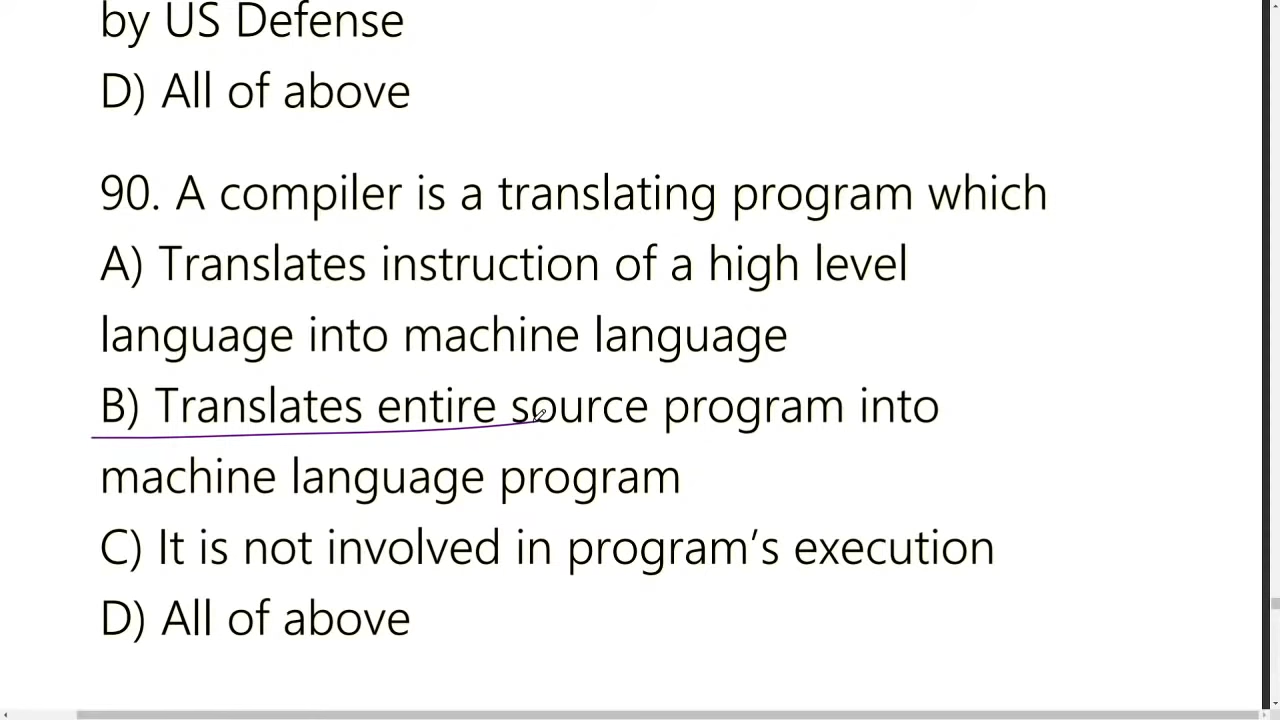 by US Defense
D) All of above
90. A compiler is a translating program which
A) Translates instruction of a high level
language into machine language
B) Translates entire source program into
machine language program
C) It is not involved in program’s execution
D) All of above